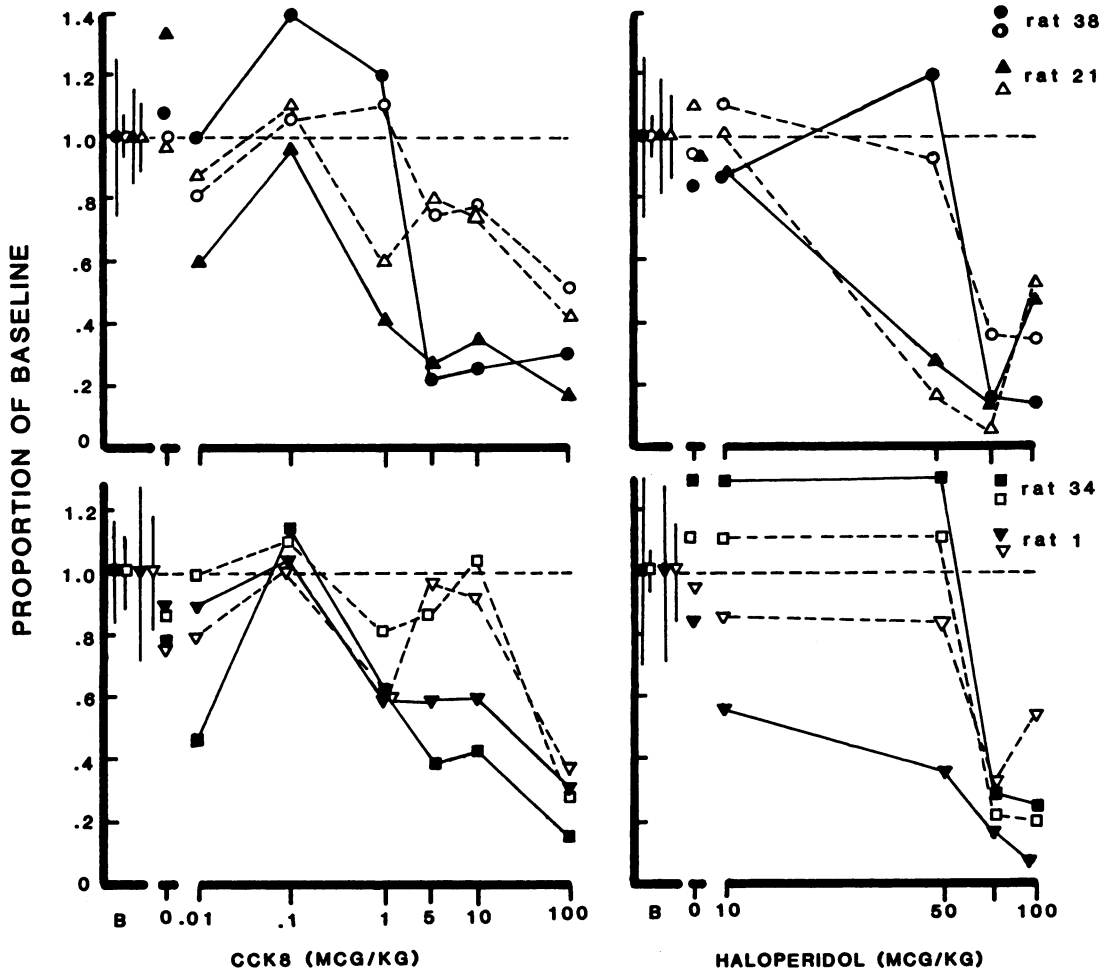 1.4
1.2
1.0
.8
.6
.4
.2
0
rat 38
rat 21
PROPORTION OF BASELINE
1.2
1.0
.8
.6
.4
.2
0
rat 34
rat 1
B 0 .01 .1 1 5 10 100
B 0 10 50 100
CCK8 (MCG/KG)
HALOPERIDOL (MCG/KG)